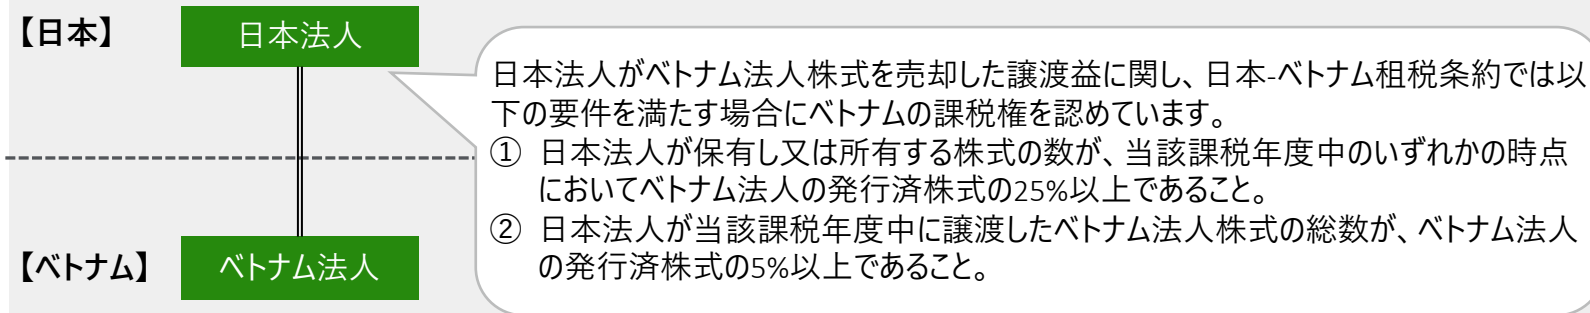 【日本】
日本法人
日本法人がベトナム法人株式を売却した譲渡益に関し、日本-ベトナム租税条約では以
下の要件を満たす場合にベトナムの課税権を認めています。
① 日本法人が保有し又は所有する株式の数が、当該課税年度中のいずれかの時点
においてベトナム法人の発行済株式の25%以上であること。
② 日本法人が当該課税年度中に譲渡したベトナム法人株式の総数が、ベトナム法人
の発行済株式の5%以上であること。
【ベトナム】
ベトナム法人